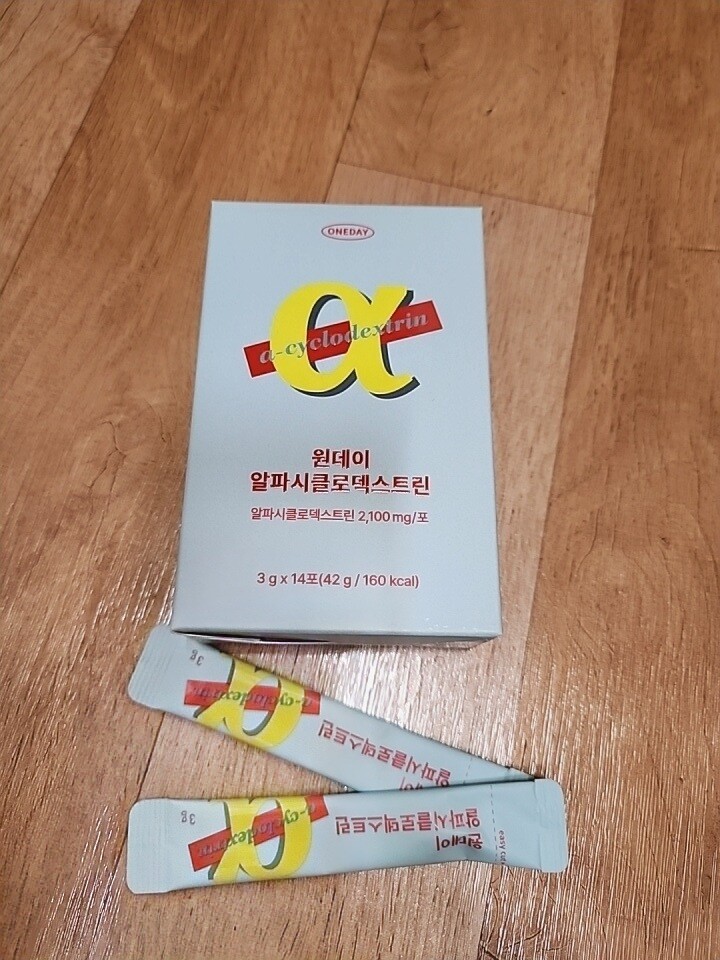 ONEDAY
α
α-cyclodextrin
원데이
알파시클로덱스트린
알파시클로덱스트린 2,100 mg/포
3 g x 14포(42 g / 160 kcal)
3g
α
α-cyclodextrin
알파시클로덱스트린
3g
α
α-cyclodextrin
원데이
알파시클로덱스트린
easy cut